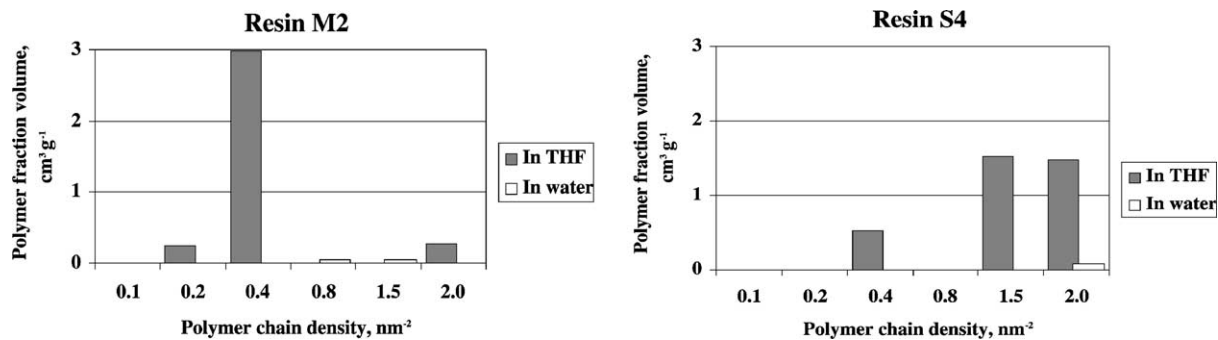 Resin M2
Polymer fraction volume,
cm³ g⁻¹
3
2
1
0
0.1 0.2 0.4 0.8 1.5 2.0
Polymer chain density, nm⁻²
In THF
In water
Resin S4
Polymer fraction volume,
cm³ g⁻¹
3
2
1
0
0.1 0.2 0.4 0.8 1.5 2.0
Polymer chain density, nm⁻²
In THF
In water